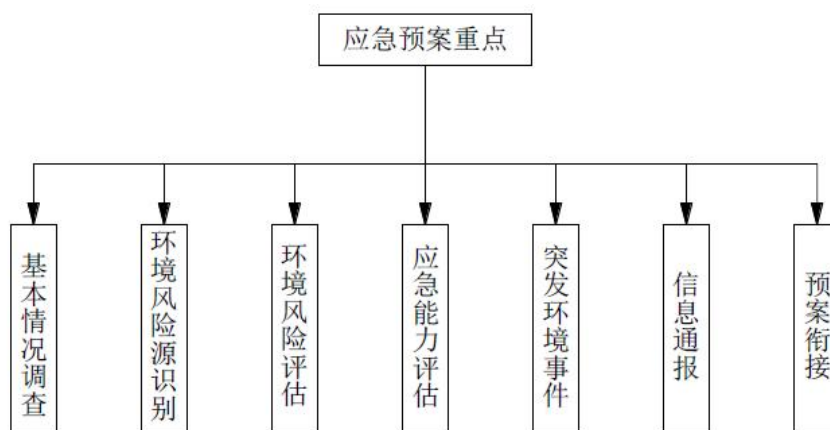 应急预案重点
基本情况调查
环境风险源识别
环境风险评估
应急能力评估
突发环境事件
信息通报
预案衔接